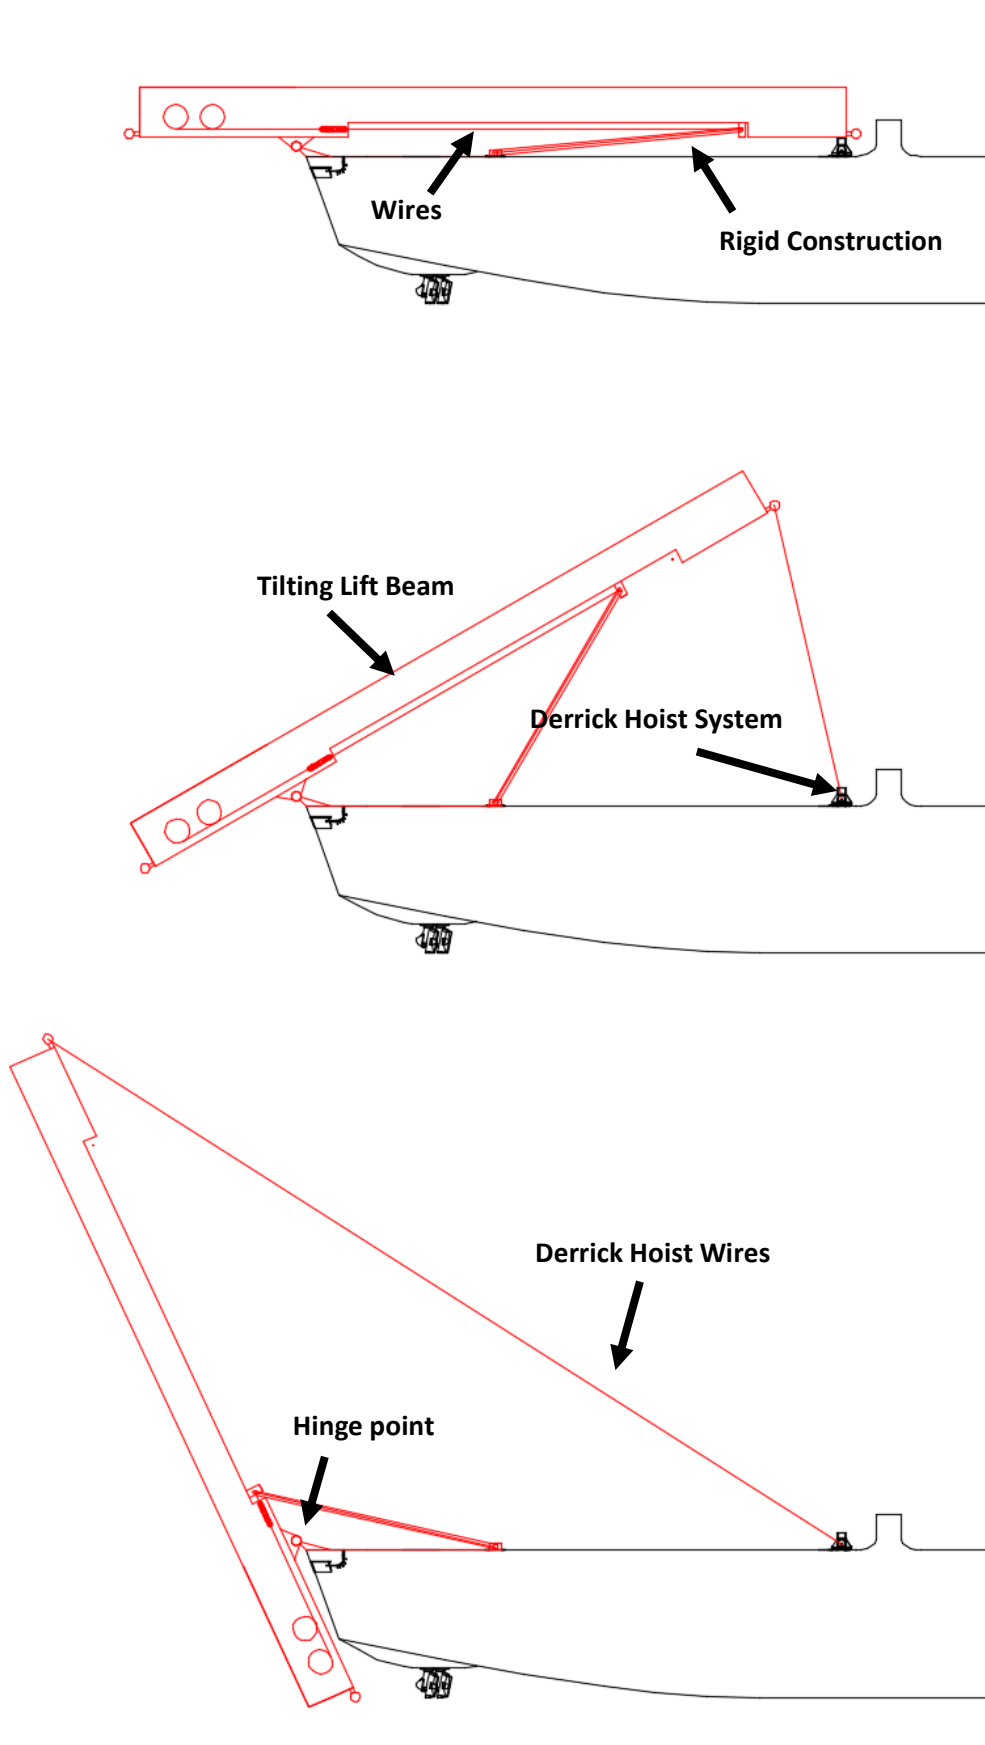 Wires
Rigid Construction
Tilting Lift Beam
Derrick Hoist System
Derrick Hoist Wires
Hinge point